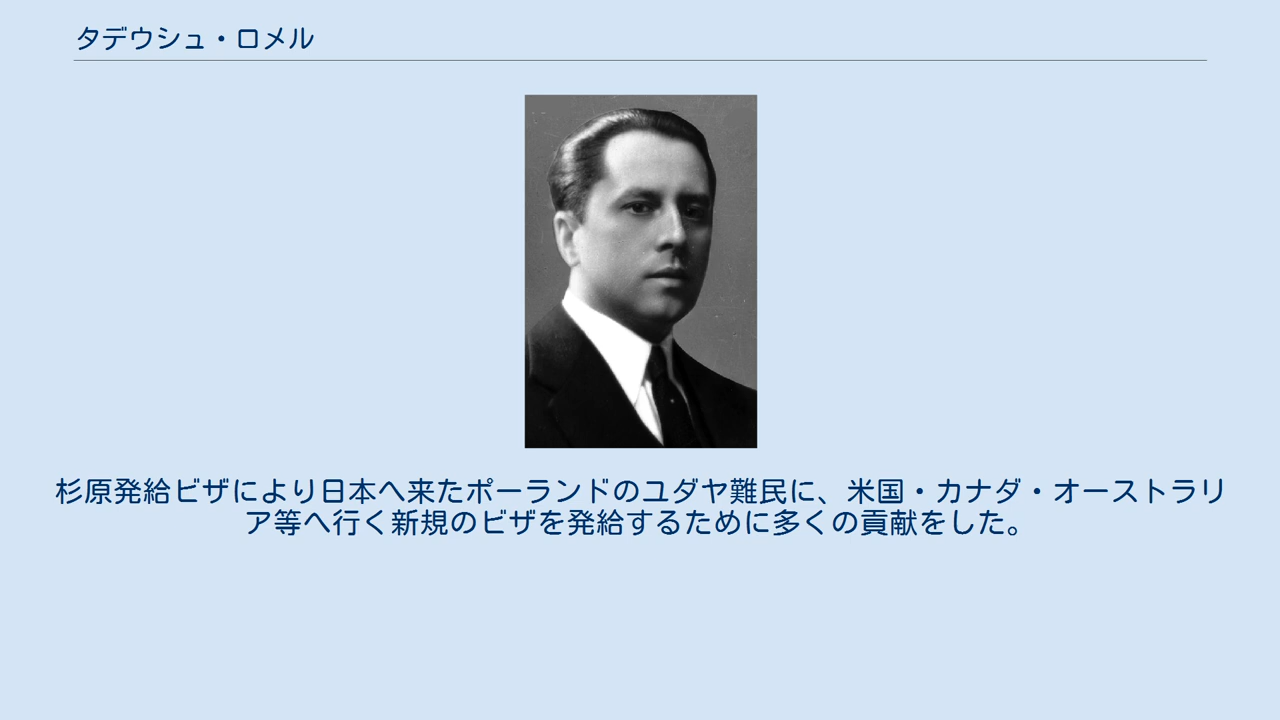 タデウシュ・ロメル
杉原発給ビザにより日本へ来たポーランドのユダヤ難民に、米国・カナダ・オーストラリ
ア等へ行く新規のビザを発給するために多くの貢献をした。